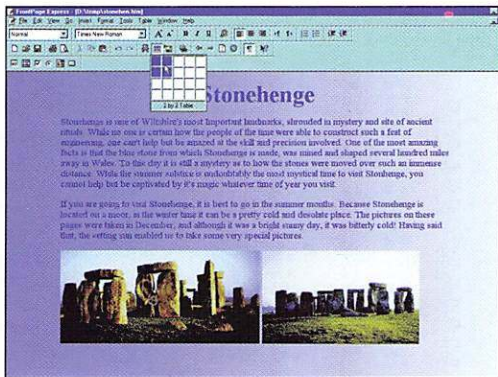 FrontPage Express - [D:\temp\stonehen.htm]
File Edit View Go Insert Format Tools Table Window Help
Normal Times New Roman
2 by 2 Table
Stonehenge
Stonehenge is one of Wiltshire's most Important landmarks, shrouded in mystery and site of ancient
rituals. While no one is certain how the people of the time were able to construct such a feat of
engineering, one can't help but be amazed at the skill and precision involved. One of the most amazing
facts is that the blue stone from which Stonehenge is made, was mined and shaped several hundred miles
away in Wales. To this day it is still a mystery as to how the stones were moved over such an immense
distance. While the summer solstice is undoubtably the most mystical time to visit Stonhenge, you
cannot help but be captivated by it's magic whatever time of year you visit.
If you are going to visit Stonehenge, it is best to go in the summer months. Because Stonehenge is
located on a moor, in the winter time it can be a pretty cold and desolate place. The pictures on these
pages were taken in December, and although it was a bright sunny day, it was bitterly cold! Having said
that, the setting sun enabled us to take some very special pictures.